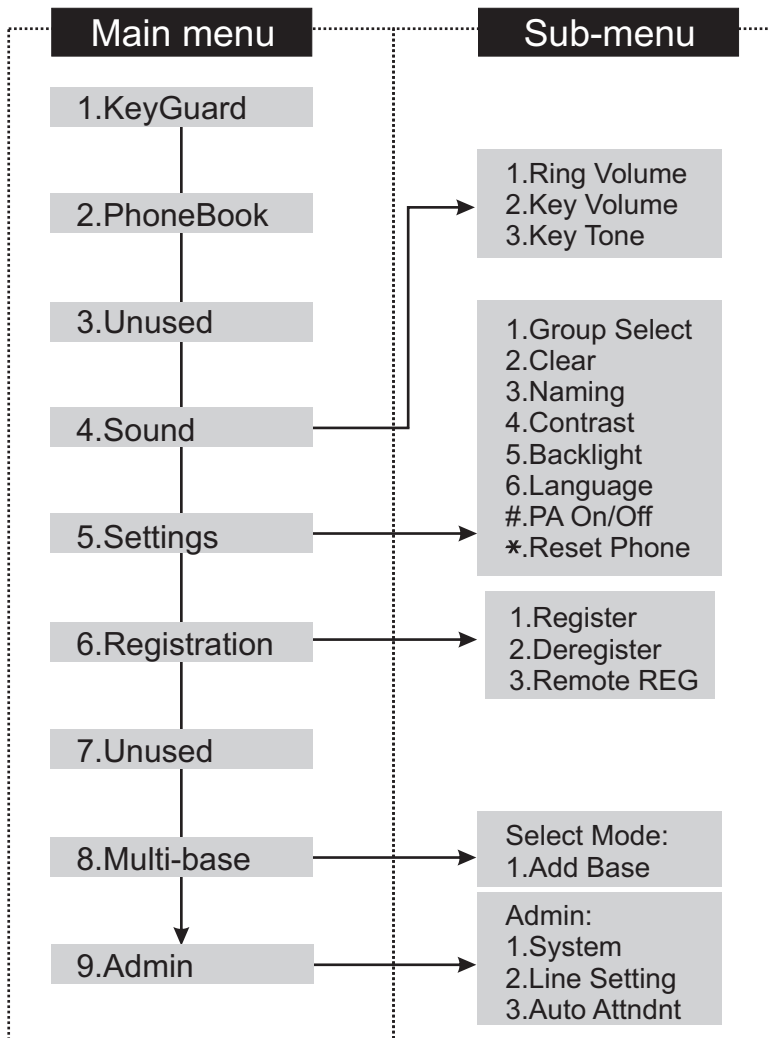 Main menu
Sub-menu
1.KeyGuard
2.PhoneBook
3.Unused
4.Sound
5.Settings
6.Registration
7.Unused
8.Multi-base
9.Admin
1.Ring Volume
2.Key Volume
3.Key Tone
1.Group Select
2.Clear
3.Naming
4.Contrast
5.Backlight
6.Language
#.PA On/Off
*.Reset Phone
1.Register
2.Deregister
3.Remote REG
Select Mode:
1.Add Base
Admin:
1.System
2.Line Setting
3.Auto Attndnt